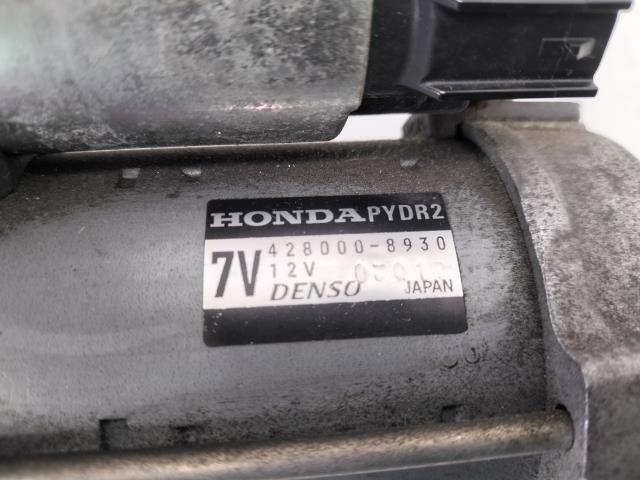 HONDA PYDR2
7V 428000-8930
12V
DENSO JAPAN